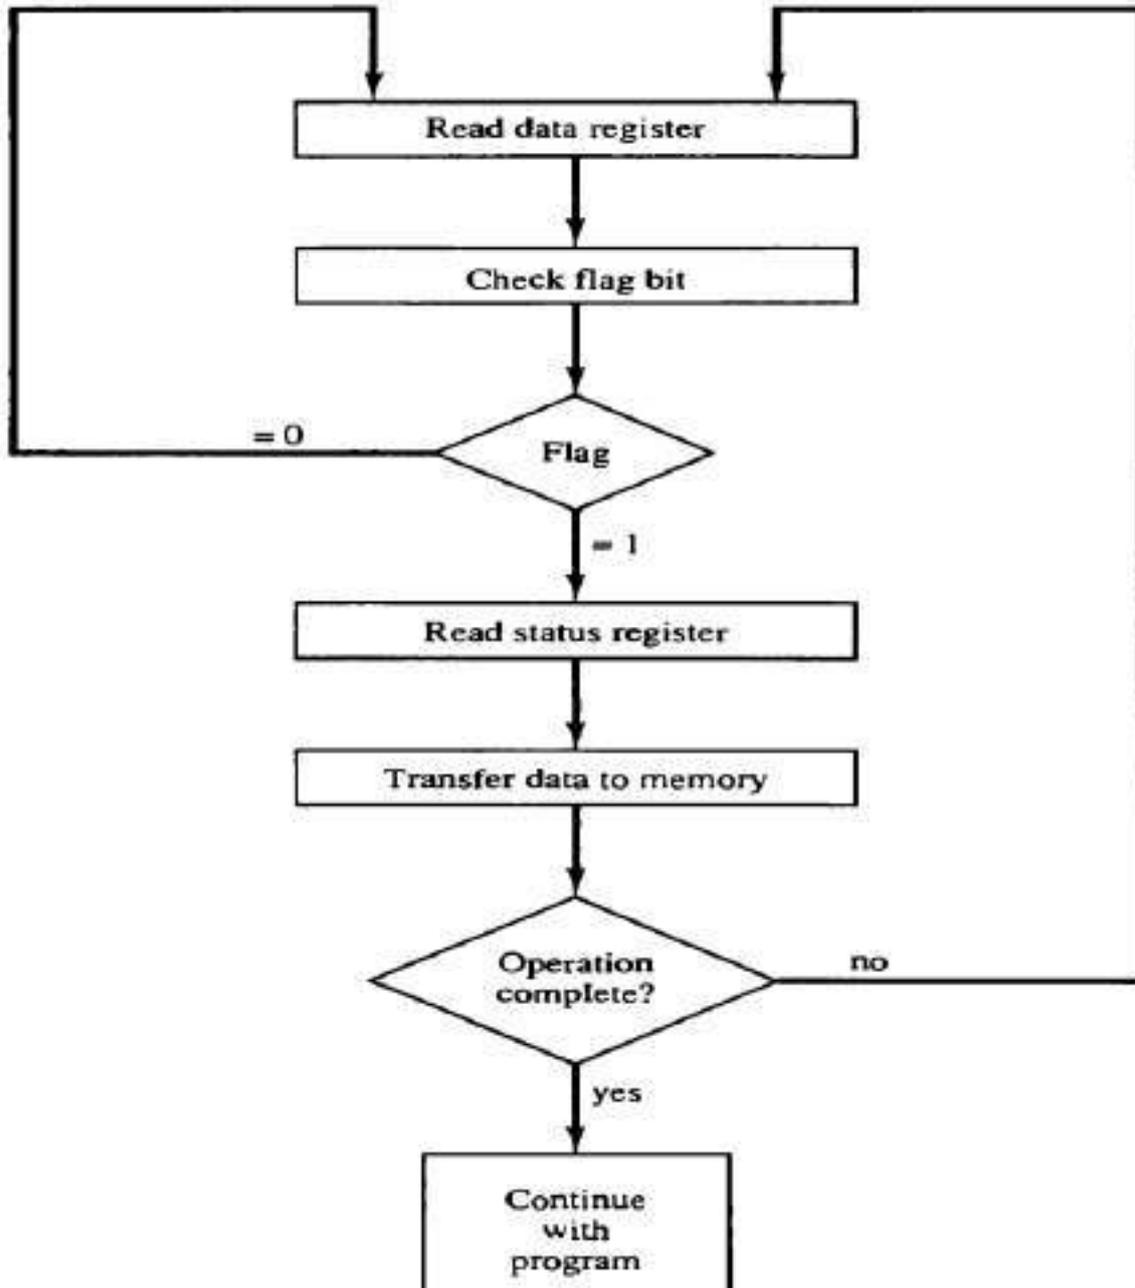 Read data register
Check flag bit
= 0
Flag
= 1
Read status register
Transfer data to memory
Operation
complete?
no
yes
Continue
with
program